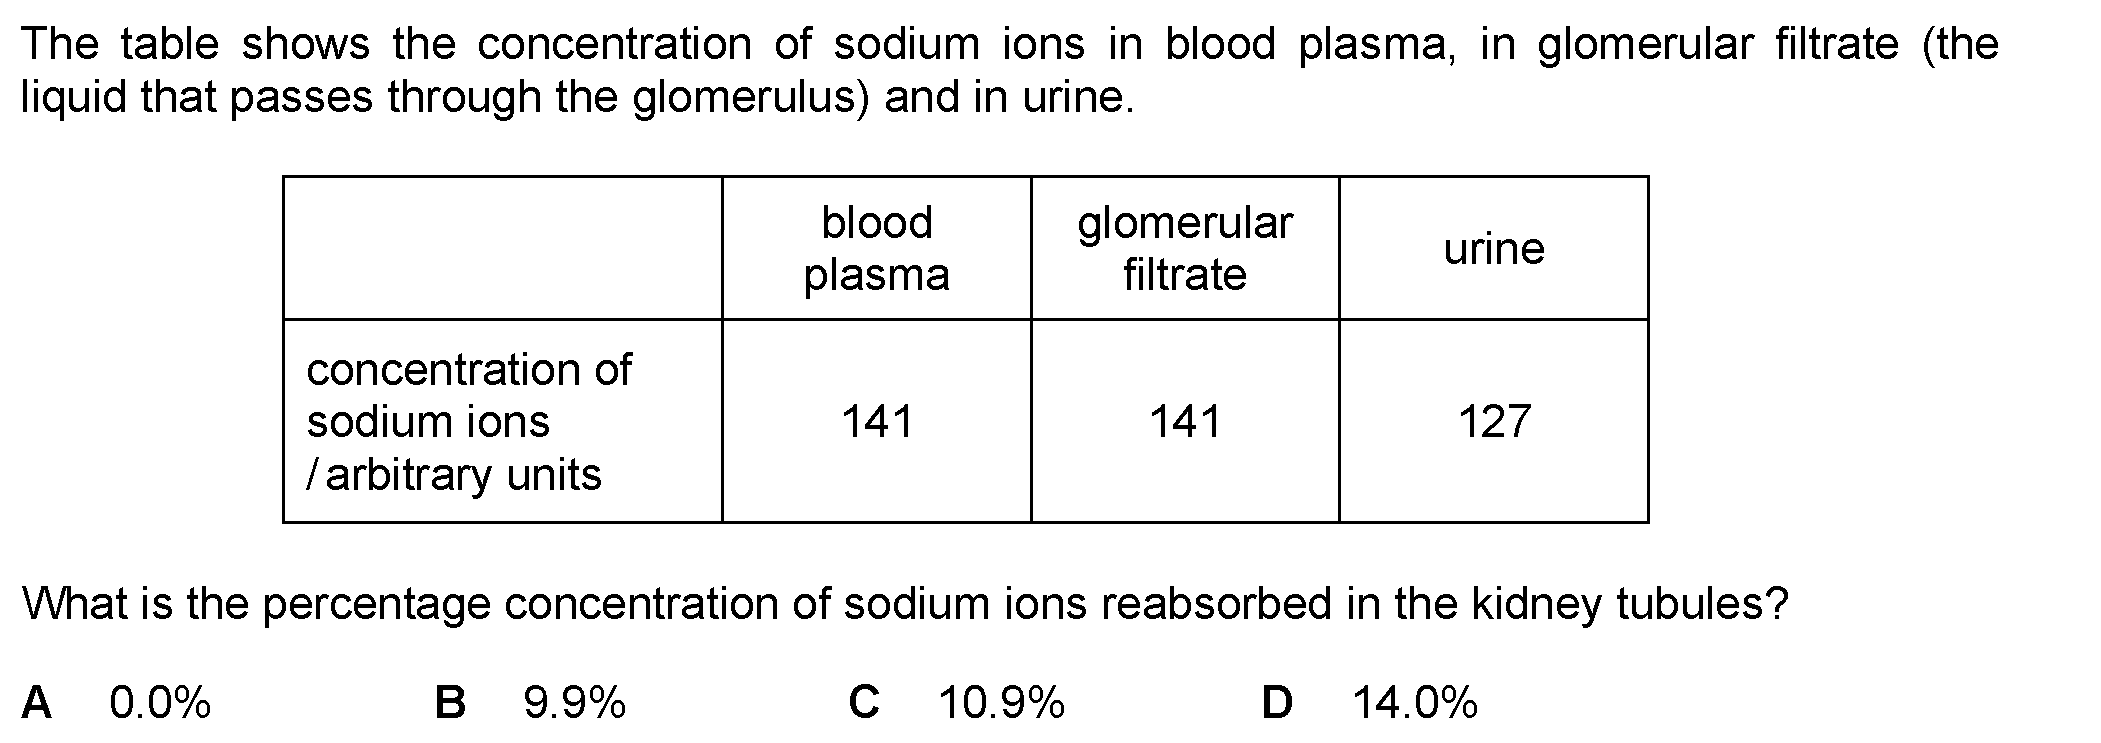 The table shows the concentration of sodium ions in blood plasma, in glomerular filtrate (the
liquid that passes through the glomerulus) and in urine.
blood
plasma
glomerular
filtrate
urine
concentration of
sodium ions
/ arbitrary units
141
141
127
What is the percentage concentration of sodium ions reabsorbed in the kidney tubules?
A 0.0% B 9.9% C 10.9% D 14.0%